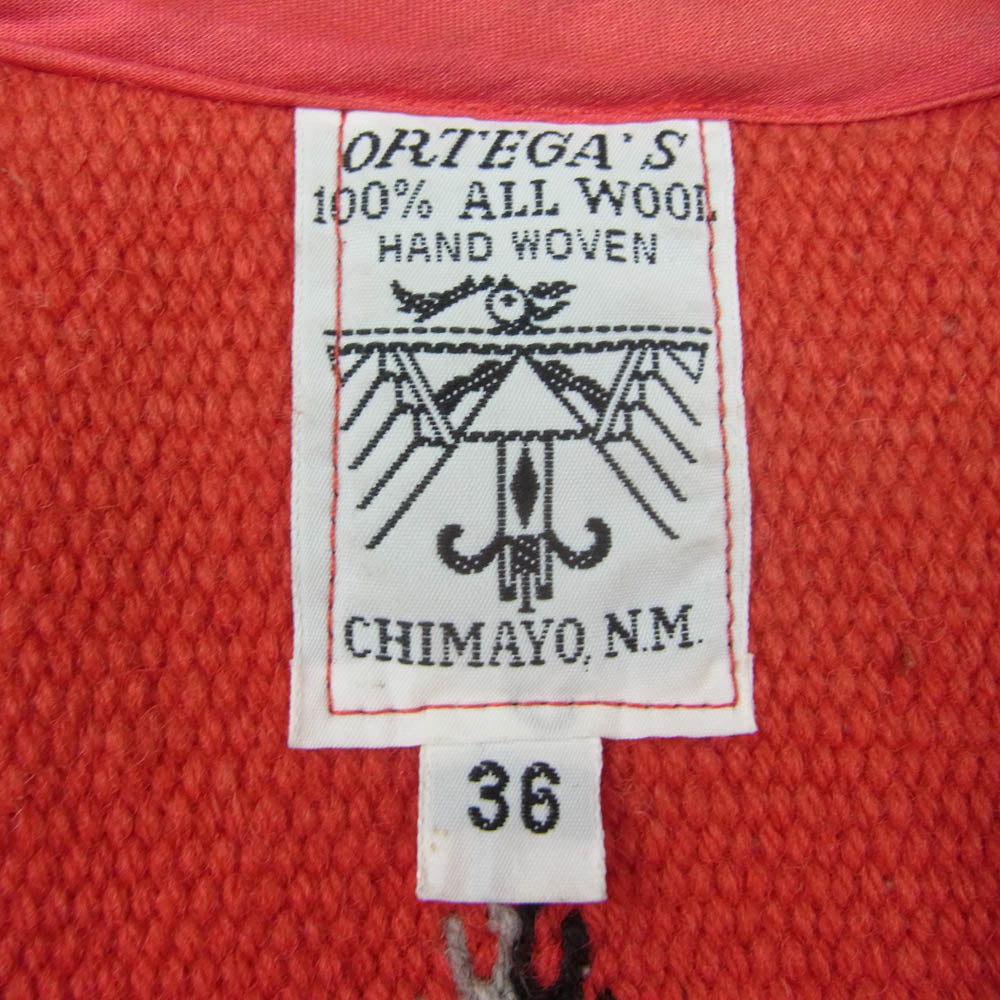 ORTEGA'S
100% ALL WOOL
HAND WOVEN
CHIMAYO, N.M.
36